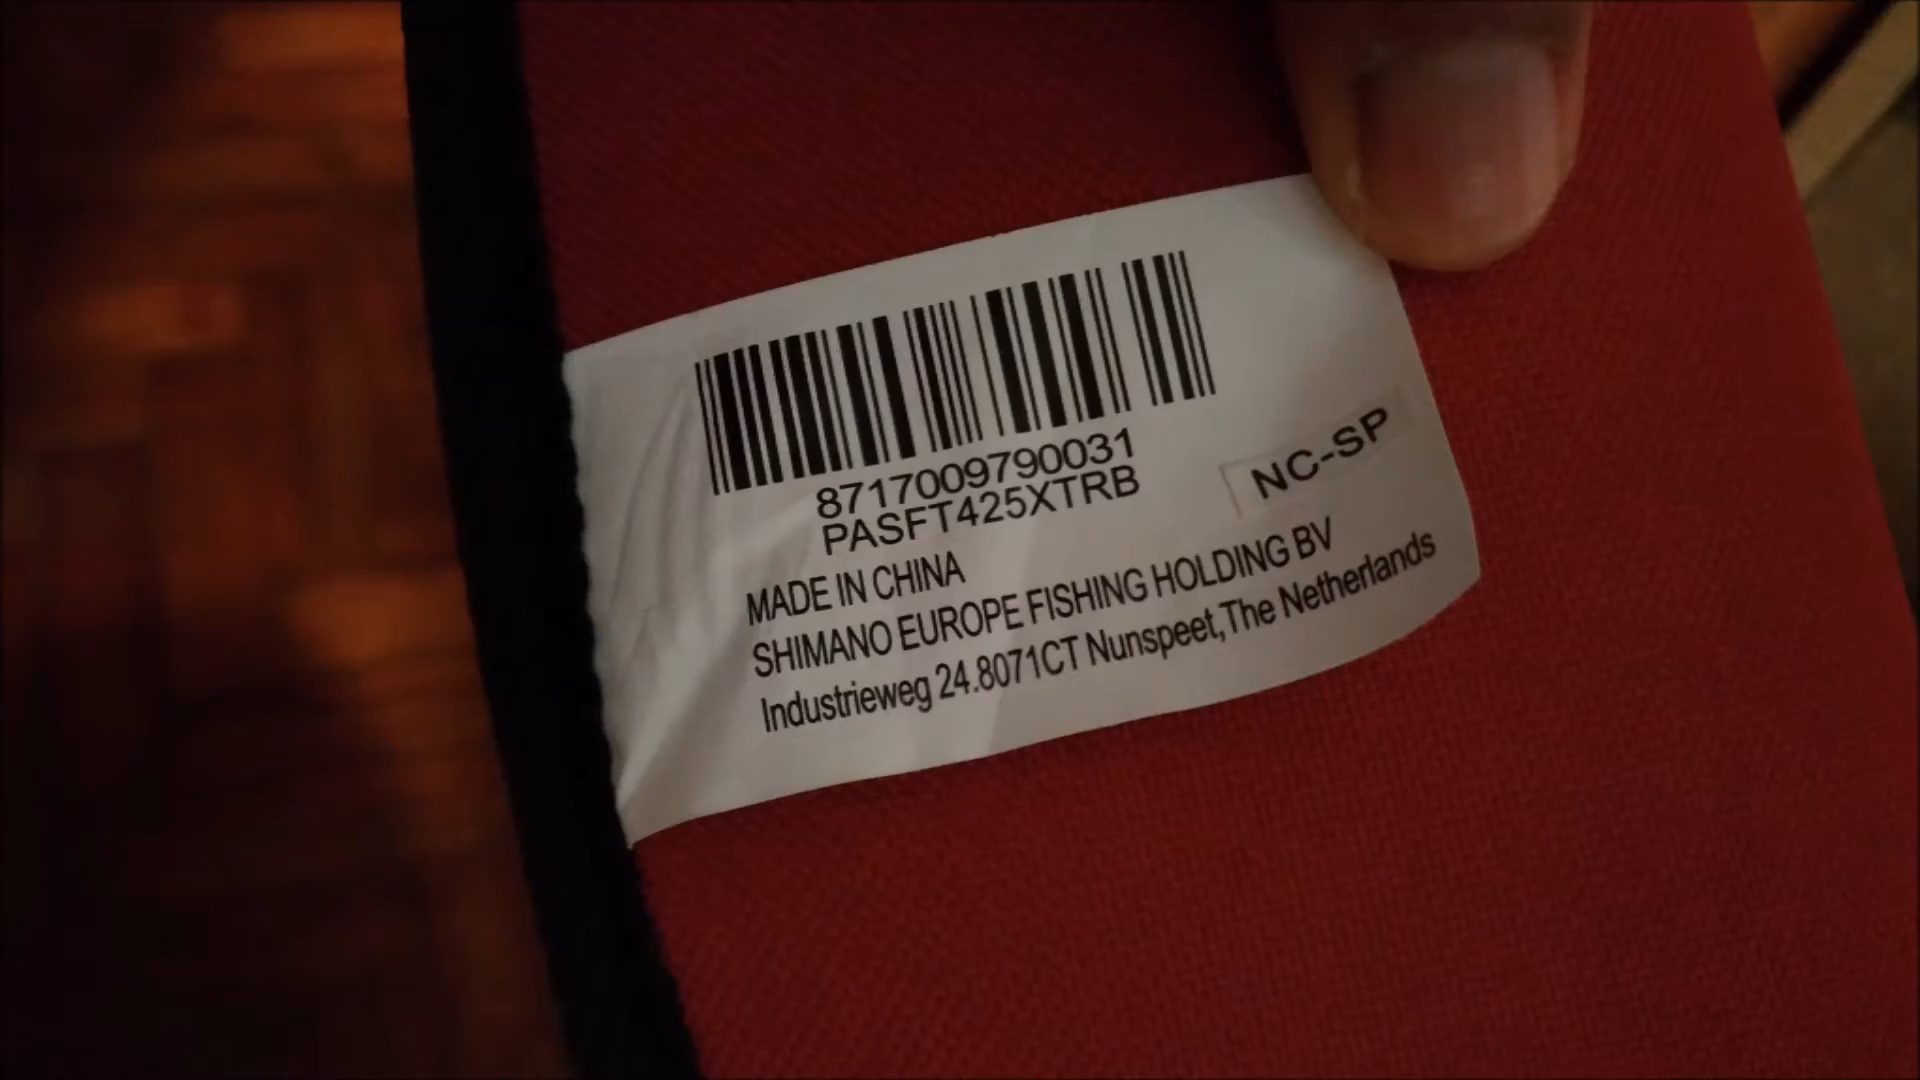 8717009790031
PASFT425XTRB
NC-SP
MADE IN CHINA
SHIMANO EUROPE FISHING HOLDING BV
Industrieweg 24.8071CT Nunspeet,The Netherlands